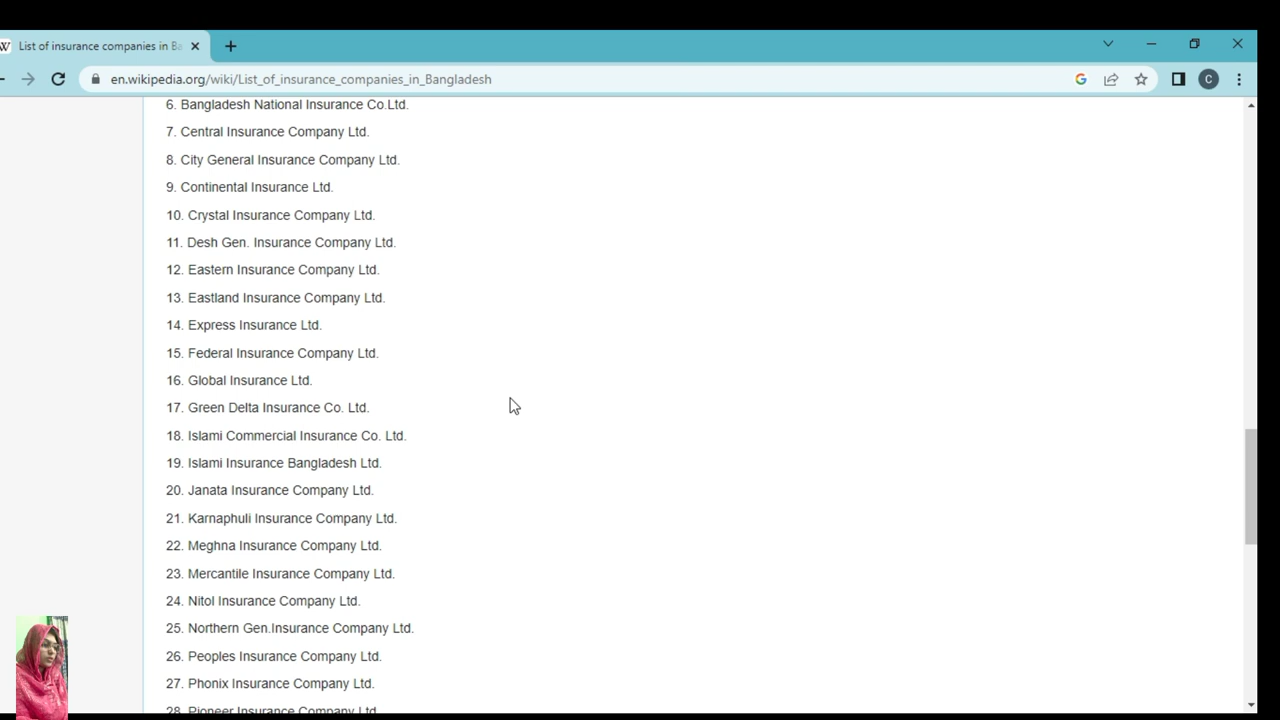 W List of insurance companies in Ba
en.wikipedia.org/wiki/List_of_insurance_companies_in_Bangladesh
G
C
6. Bangladesh National Insurance Co.Ltd.
7. Central Insurance Company Ltd.
8. City General Insurance Company Ltd.
9. Continental Insurance Ltd.
10. Crystal Insurance Company Ltd.
11. Desh Gen. Insurance Company Ltd.
12. Eastern Insurance Company Ltd.
13. Eastland Insurance Company Ltd.
14. Express Insurance Ltd.
15. Federal Insurance Company Ltd.
16. Global Insurance Ltd.
17. Green Delta Insurance Co. Ltd.
18. Islami Commercial Insurance Co. Ltd.
19. Islami Insurance Bangladesh Ltd.
20. Janata Insurance Company Ltd.
21. Karnaphuli Insurance Company Ltd.
22. Meghna Insurance Company Ltd.
23. Mercantile Insurance Company Ltd.
24. Nitol Insurance Company Ltd.
25. Northern Gen.Insurance Company Ltd.
26. Peoples Insurance Company Ltd.
27. Phonix Insurance Company Ltd.
28. Pioneer Insurance Company Ltd.